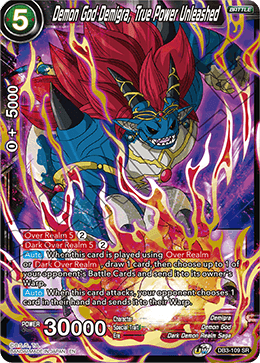 BATTLE
Demon God Demigra, True Power Unleashed
5
0 + 5000
Over Realm 5 2
Dark Over Realm 5 2
Auto When this card is played using Over Realm
or Dark Over Realm, draw 1 card, then choose up to 1 of
your opponent's Battle Cards and send it to its owner's
Warp.
Auto When this card attacks, your opponent chooses 1
card in their hand and sends it to their Warp.
POWER 30000
Character Demigra
Special Trait Demon God
Era Dark Demon Realm Saga
DB3-109 SR